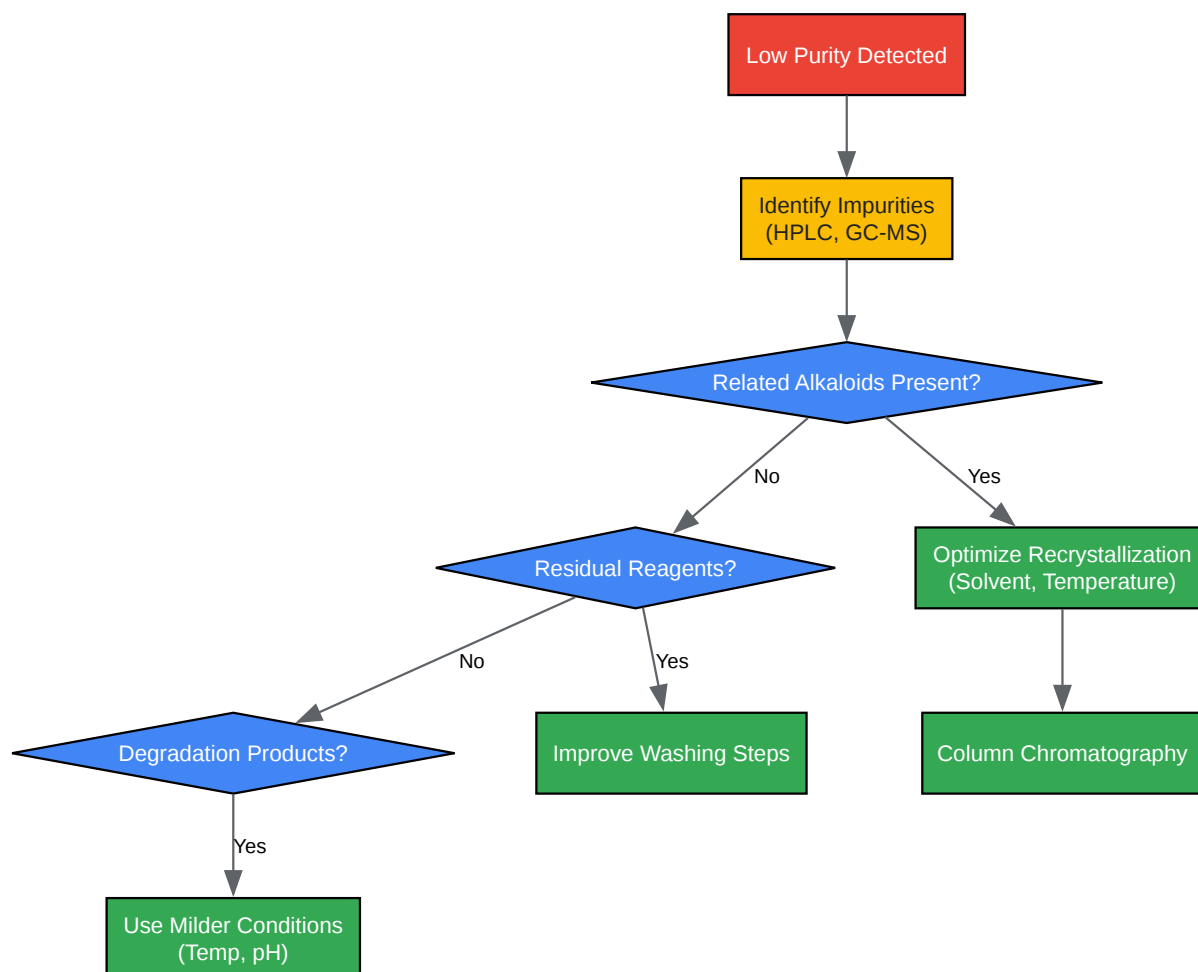 Low Purity Detected
Identify Impurities
(HPLC, GC-MS)
Related Alkaloids Present?
No
Yes
Residual Reagents?
Optimize Recrystallization
(Solvent, Temperature)
No
Yes
Degradation Products?
Improve Washing Steps
Column Chromatography
Yes
Use Milder Conditions
(Temp, pH)